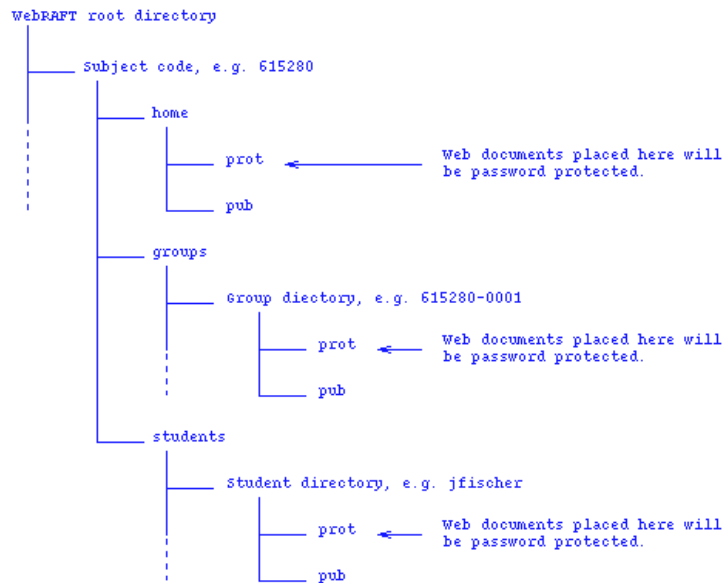 WebRAFT root directory
Subject code, e.g. 615280
home
prot
Web documents placed here will
be password protected.
pub
groups
Group diectory, e.g. 615280-0001
prot
Web documents placed here will
be password protected.
pub
students
Student directory, e.g. jfischer
prot
Web documents placed here will
be password protected.
pub